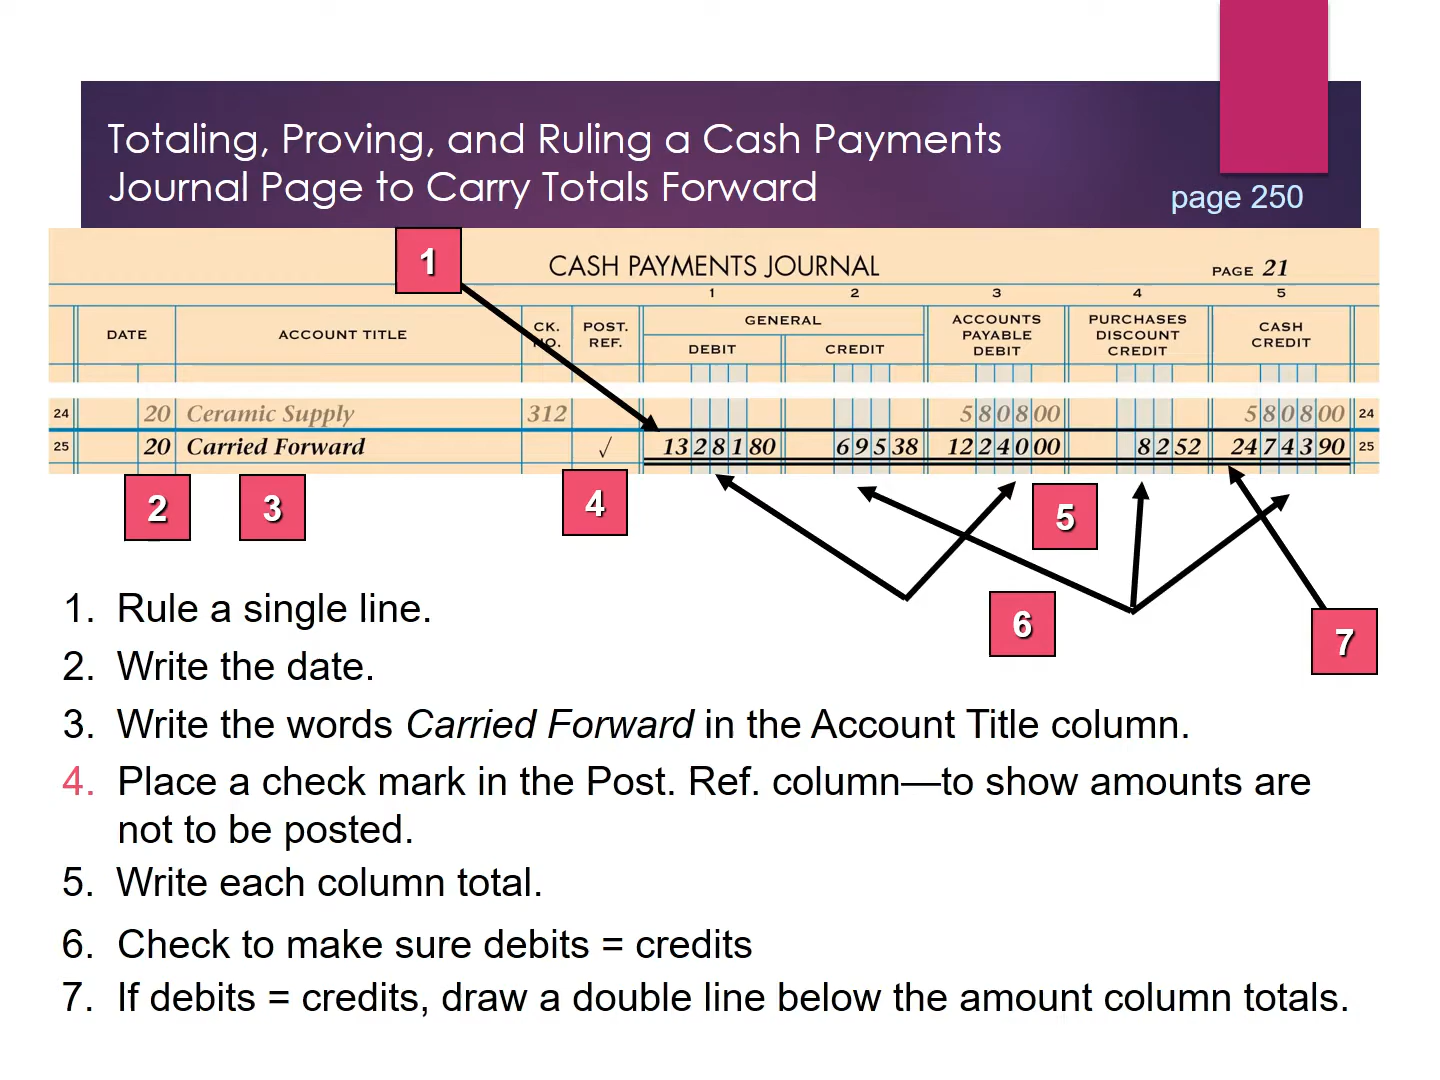 Totaling, Proving, and Ruling a Cash Payments
Journal Page to Carry Totals Forward
page 250
1
CASH PAYMENTS JOURNAL
PAGE 21
1 2 3 4 5
DATE ACCOUNT TITLE CK. NO. POST. REF. GENERAL DEBIT CREDIT ACCOUNTS PAYABLE DEBIT PURCHASES DISCOUNT CREDIT CASH CREDIT
24 20 Ceramic Supply 312 5 8 0 8 00 5 8 0 8 00 24
25 20 Carried Forward √ 13 2 8 1 80 6 9 5 38 12 2 4 0 00 8 2 52 24 7 4 3 90 25
2 3 4 5
6 7
1. Rule a single line.
2. Write the date.
3. Write the words Carried Forward in the Account Title column.
4. Place a check mark in the Post. Ref. column—to show amounts are
not to be posted.
5. Write each column total.
6. Check to make sure debits = credits
7. If debits = credits, draw a double line below the amount column totals.